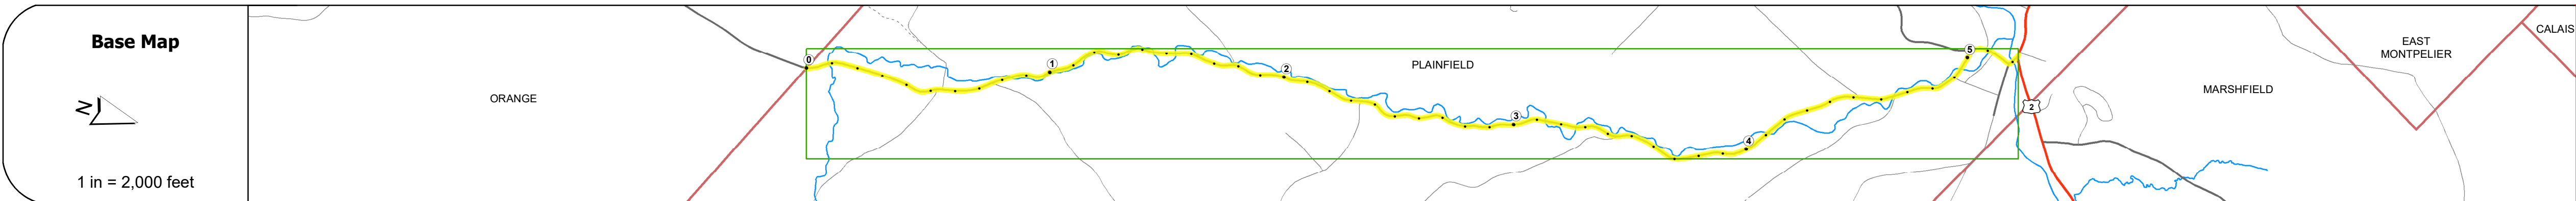 Base Map
N
1 in = 2,000 feet
ORANGE
0
1
2
PLAINFIELD
3
4
5
2
MARSHFIELD
EAST
MONTPELIER
CALAIS